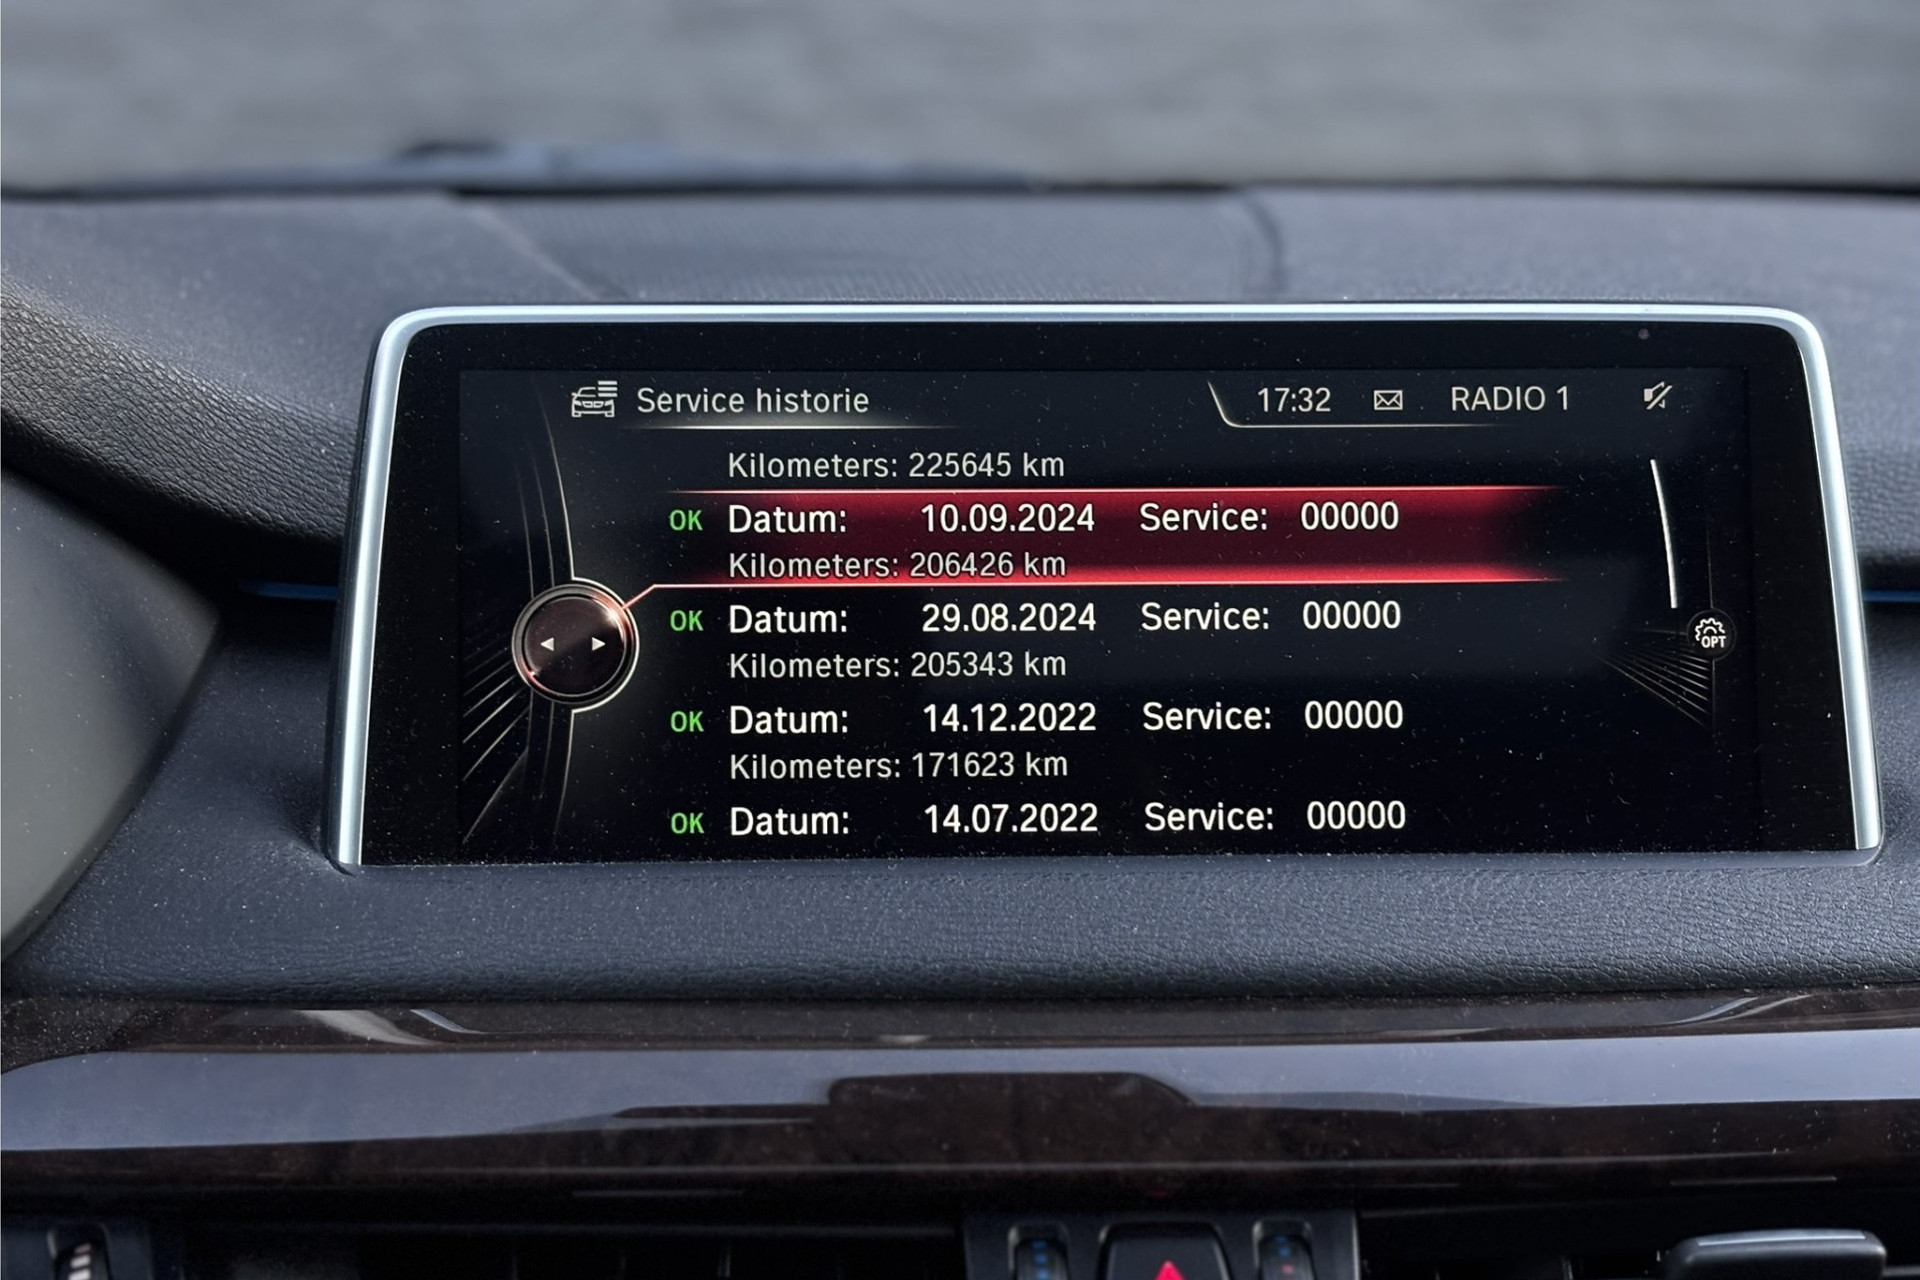 Service historie 17:32 RADIO 1
Kilometers: 225645 km
OK Datum: 10.09.2024 Service: 00000
Kilometers: 206426 km
OK Datum: 29.08.2024 Service: 00000
Kilometers: 205343 km
OPT
OK Datum: 14.12.2022 Service: 00000
Kilometers: 171623 km
OK Datum: 14.07.2022 Service: 00000